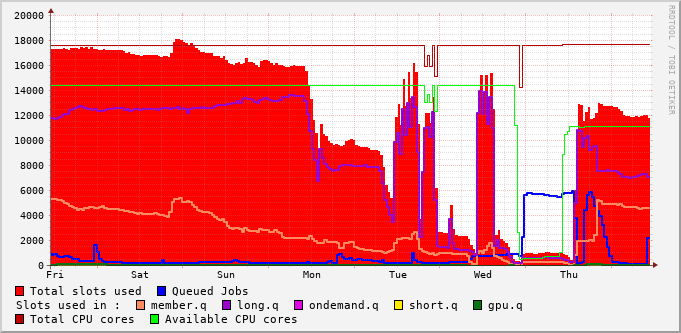 20000
18000
16000
14000
12000
10000
8000
6000
4000
2000
0
Fri Sat Sun Mon Tue Wed Thu
RRDTOOL / TOBI OETIKER
Total slots used Queued Jobs
Slots used in : member.q long.q ondemand.q short.q gpu.q
Total CPU cores Available CPU cores